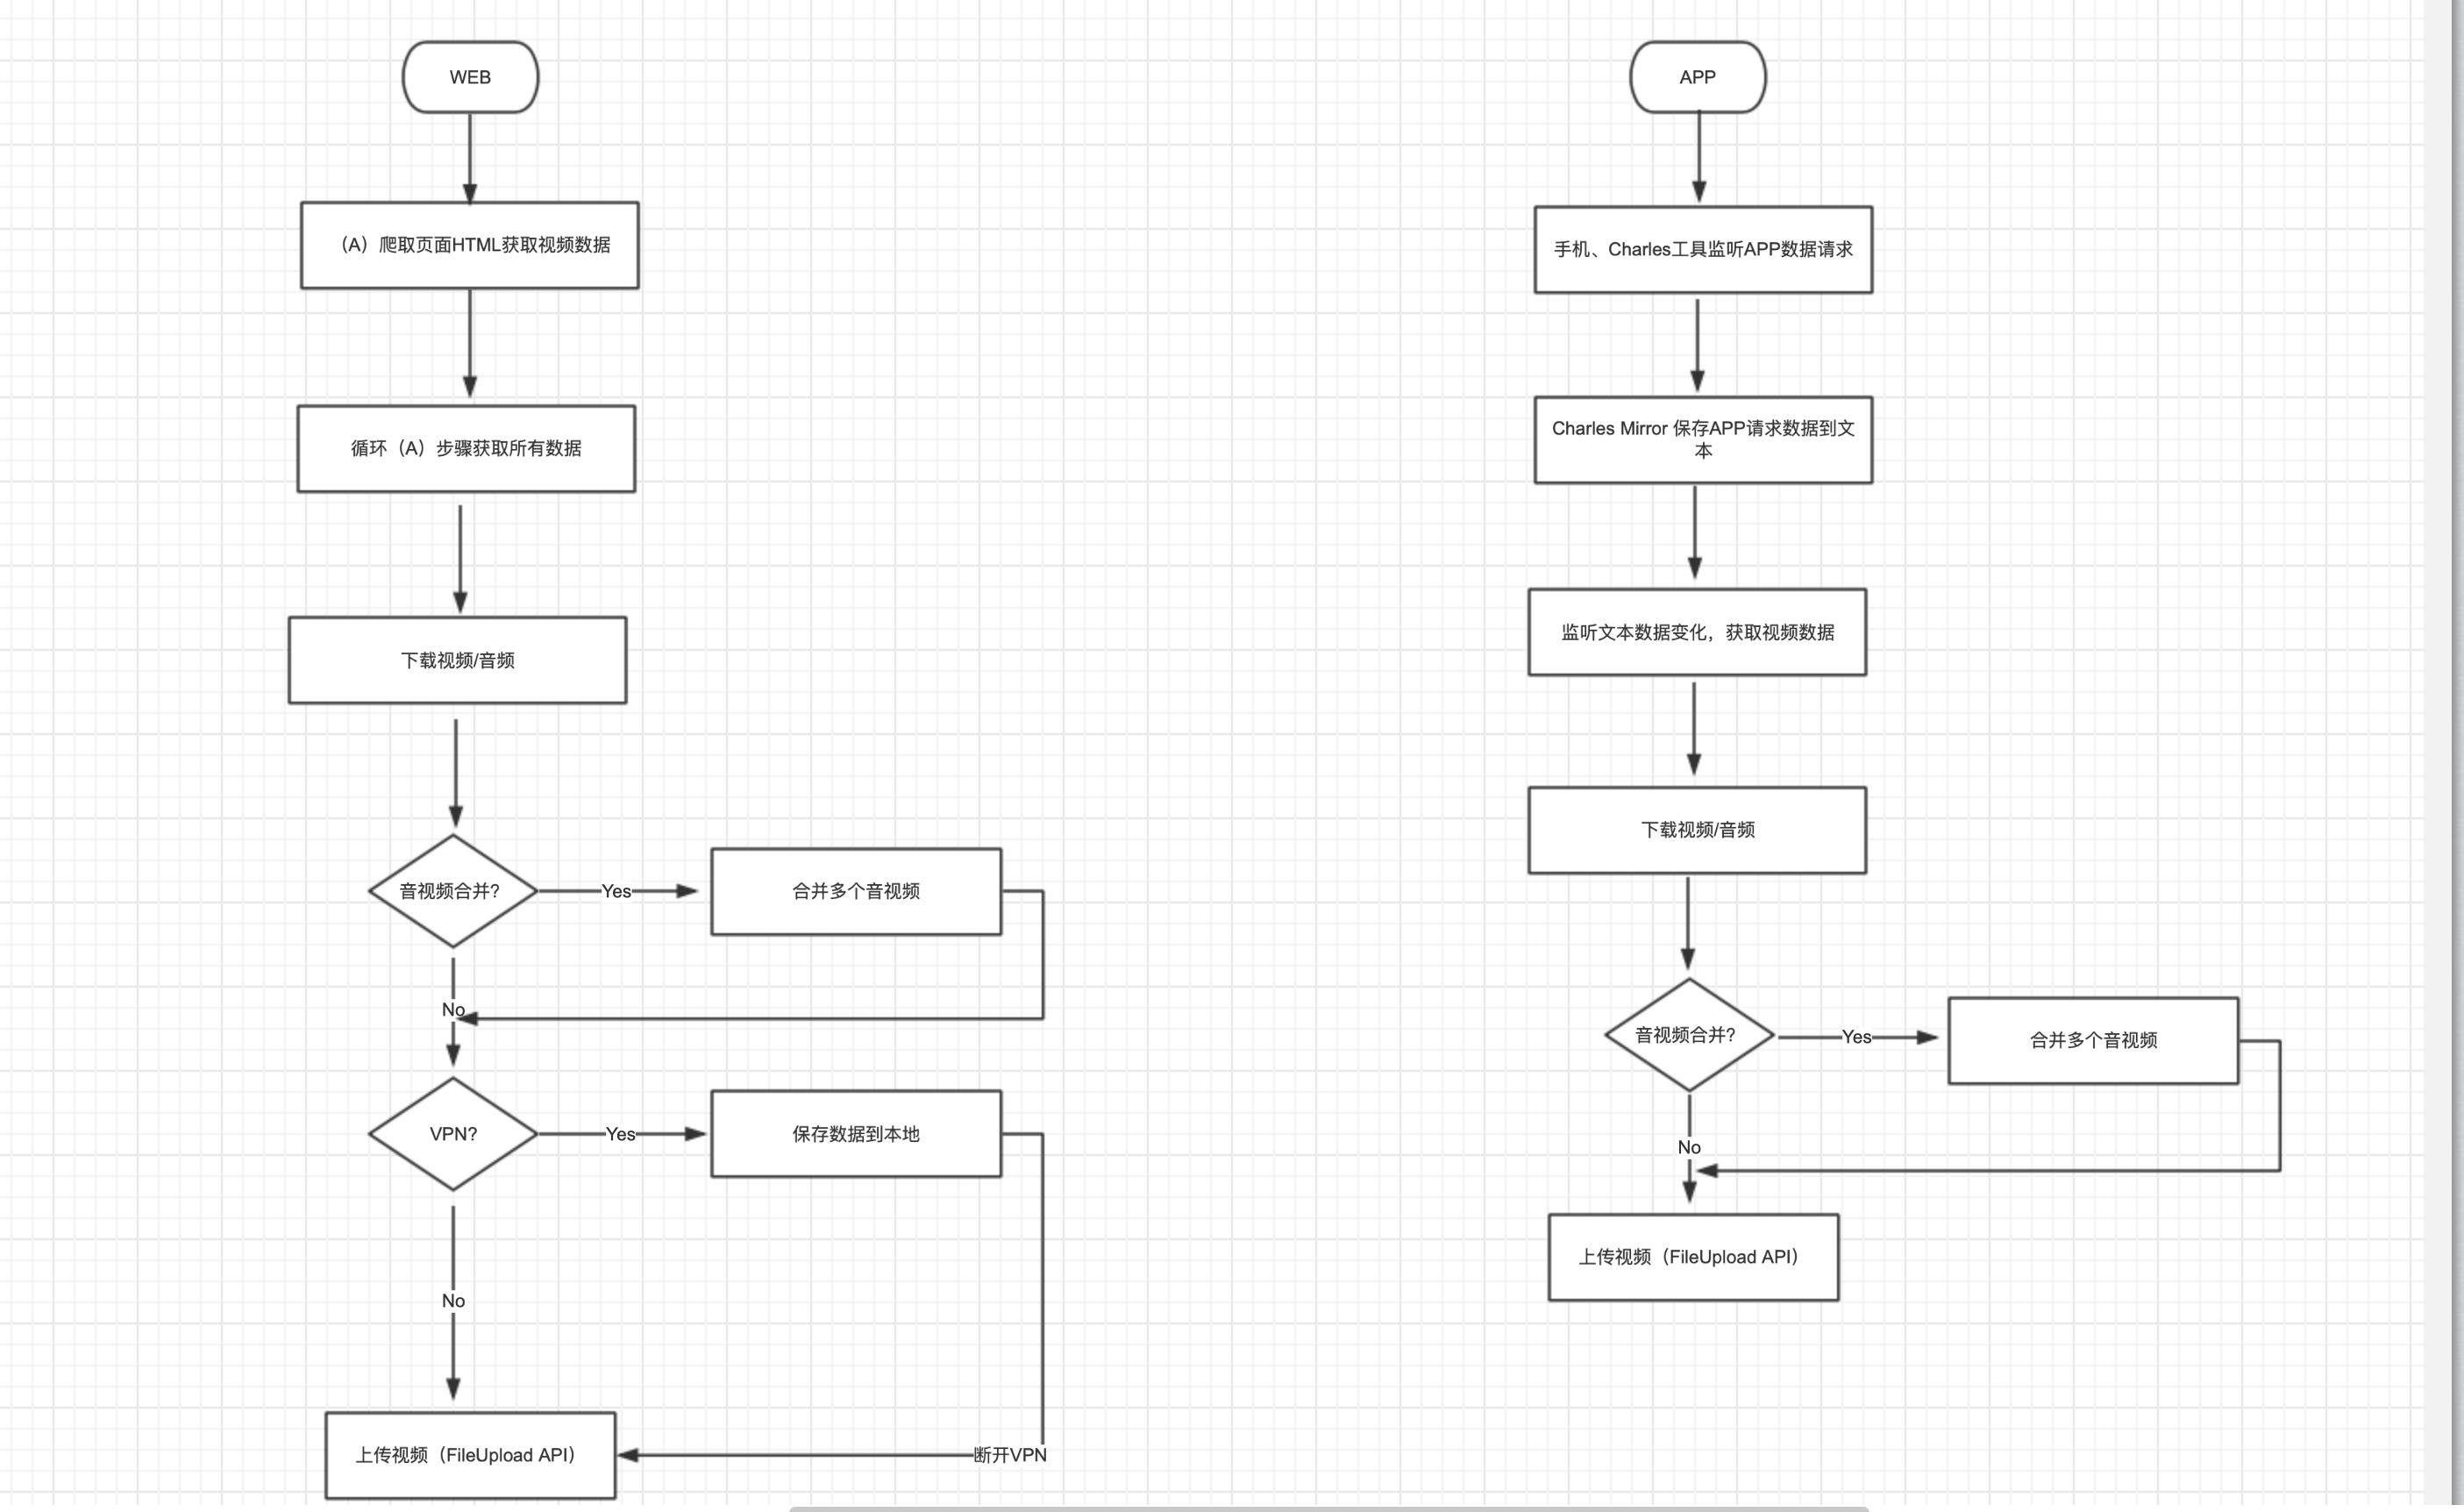 WEB
（A）爬取页面HTML获取视频数据
循环（A）步骤获取所有数据
下载视频/音频
音视频合并?
Yes
合并多个音视频
No
VPN?
Yes
保存数据到本地
No
上传视频（FileUpload API）
断开VPN
APP
手机、Charles工具监听APP数据请求
Charles Mirror 保存APP请求数据到文
本
监听文本数据变化，获取视频数据
下载视频/音频
音视频合并?
Yes
合并多个音视频
No
上传视频（FileUpload API）